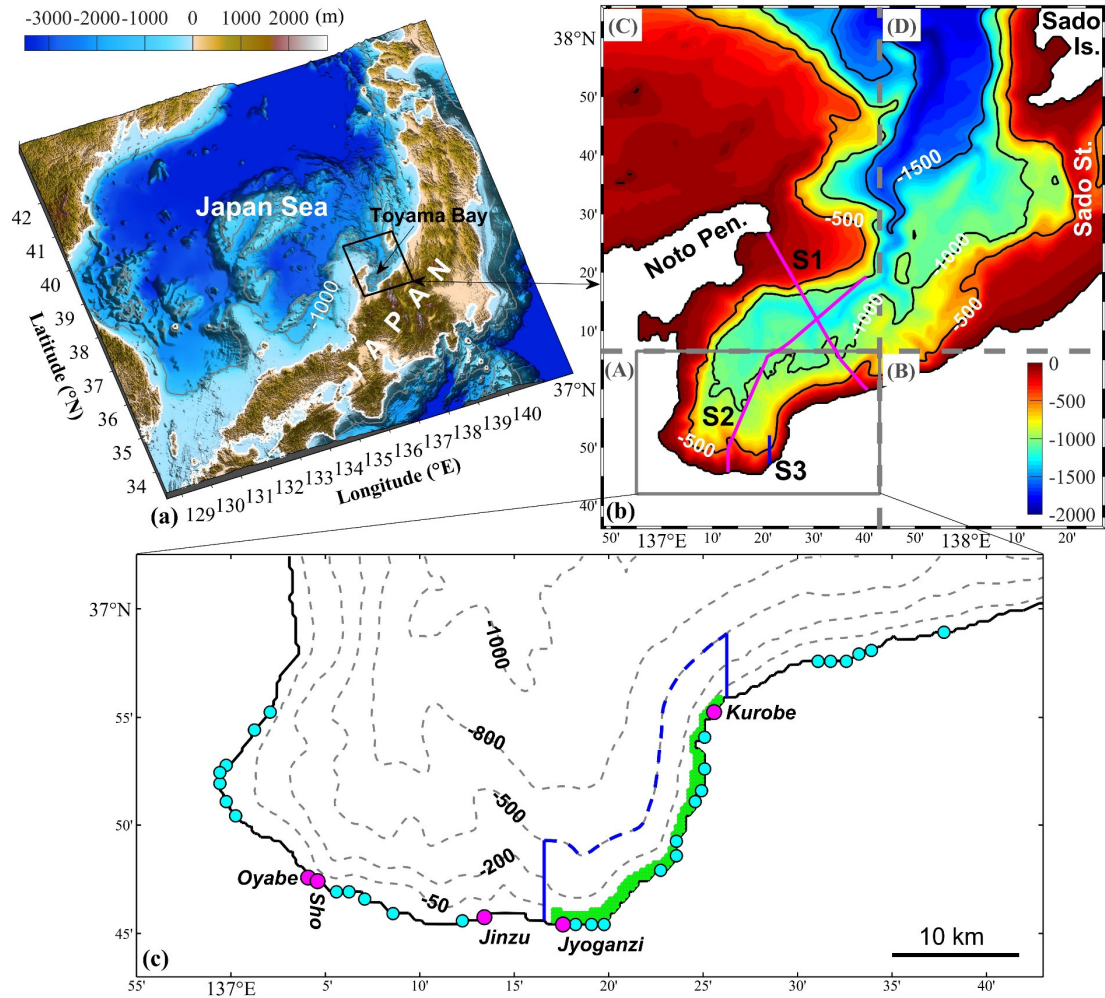 -3000 -2000 -1000 0 1000 2000 (m)
Japan Sea
Toyama Bay
-1000
J A P A N
42
41
40
39
38
37
36
35
34
Latitude (°N)
129 130 131 132 133 134 135 136 137 138 139 140
Longitude (°E)
(a)
(C)
(D)
Sado
Is.
38°N
50'
40'
30'
20'
10'
37°N
50'
40'
-1500
-500
Sado St.
Noto Pen.
S1
-1000
-1000
-500
(A)
(B)
S2
-500
S3
0
-500
-1000
-1500
-2000
(b)
50' 137°E 10' 20' 30' 40' 50' 138°E 10' 20'
37°N
55'
50'
45'
-1000
-800
-500
-200
-50
Kurobe
Oyabe
Sho
Jinzu
Jyoganzi
10 km
(c)
55' 137°E 5' 10' 15' 20' 25' 30' 35' 40'